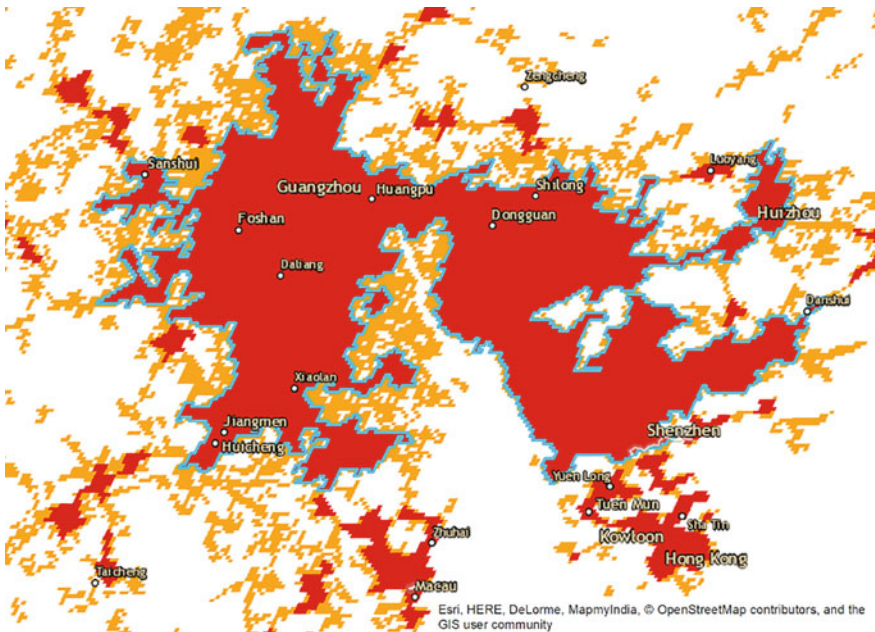 Zengcheng
Sanshui
Luoyang
Guangzhou
Huangpu
Shilong
Huizhou
Foshan
Dongguan
Daliang
Danshui
Xiaolan
Jiangmen
Huicheng
Shenzhen
Yuen Long
Tuen Mun
Sha Tin
Kowloon
Zhuhai
Hong Kong
Taicheng
Macau
Esri, HERE, DeLorme, MapmyIndia, © OpenStreetMap contributors, and the
GIS user community